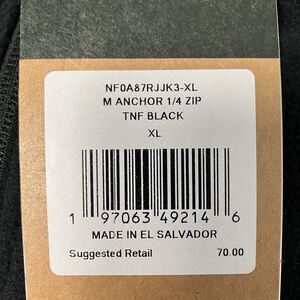 NF0A87RJJK3-XL
M ANCHOR 1/4 ZIP
TNF BLACK
XL
1 97063 49214 6
MADE IN EL SALVADOR
Suggested Retail 70.00